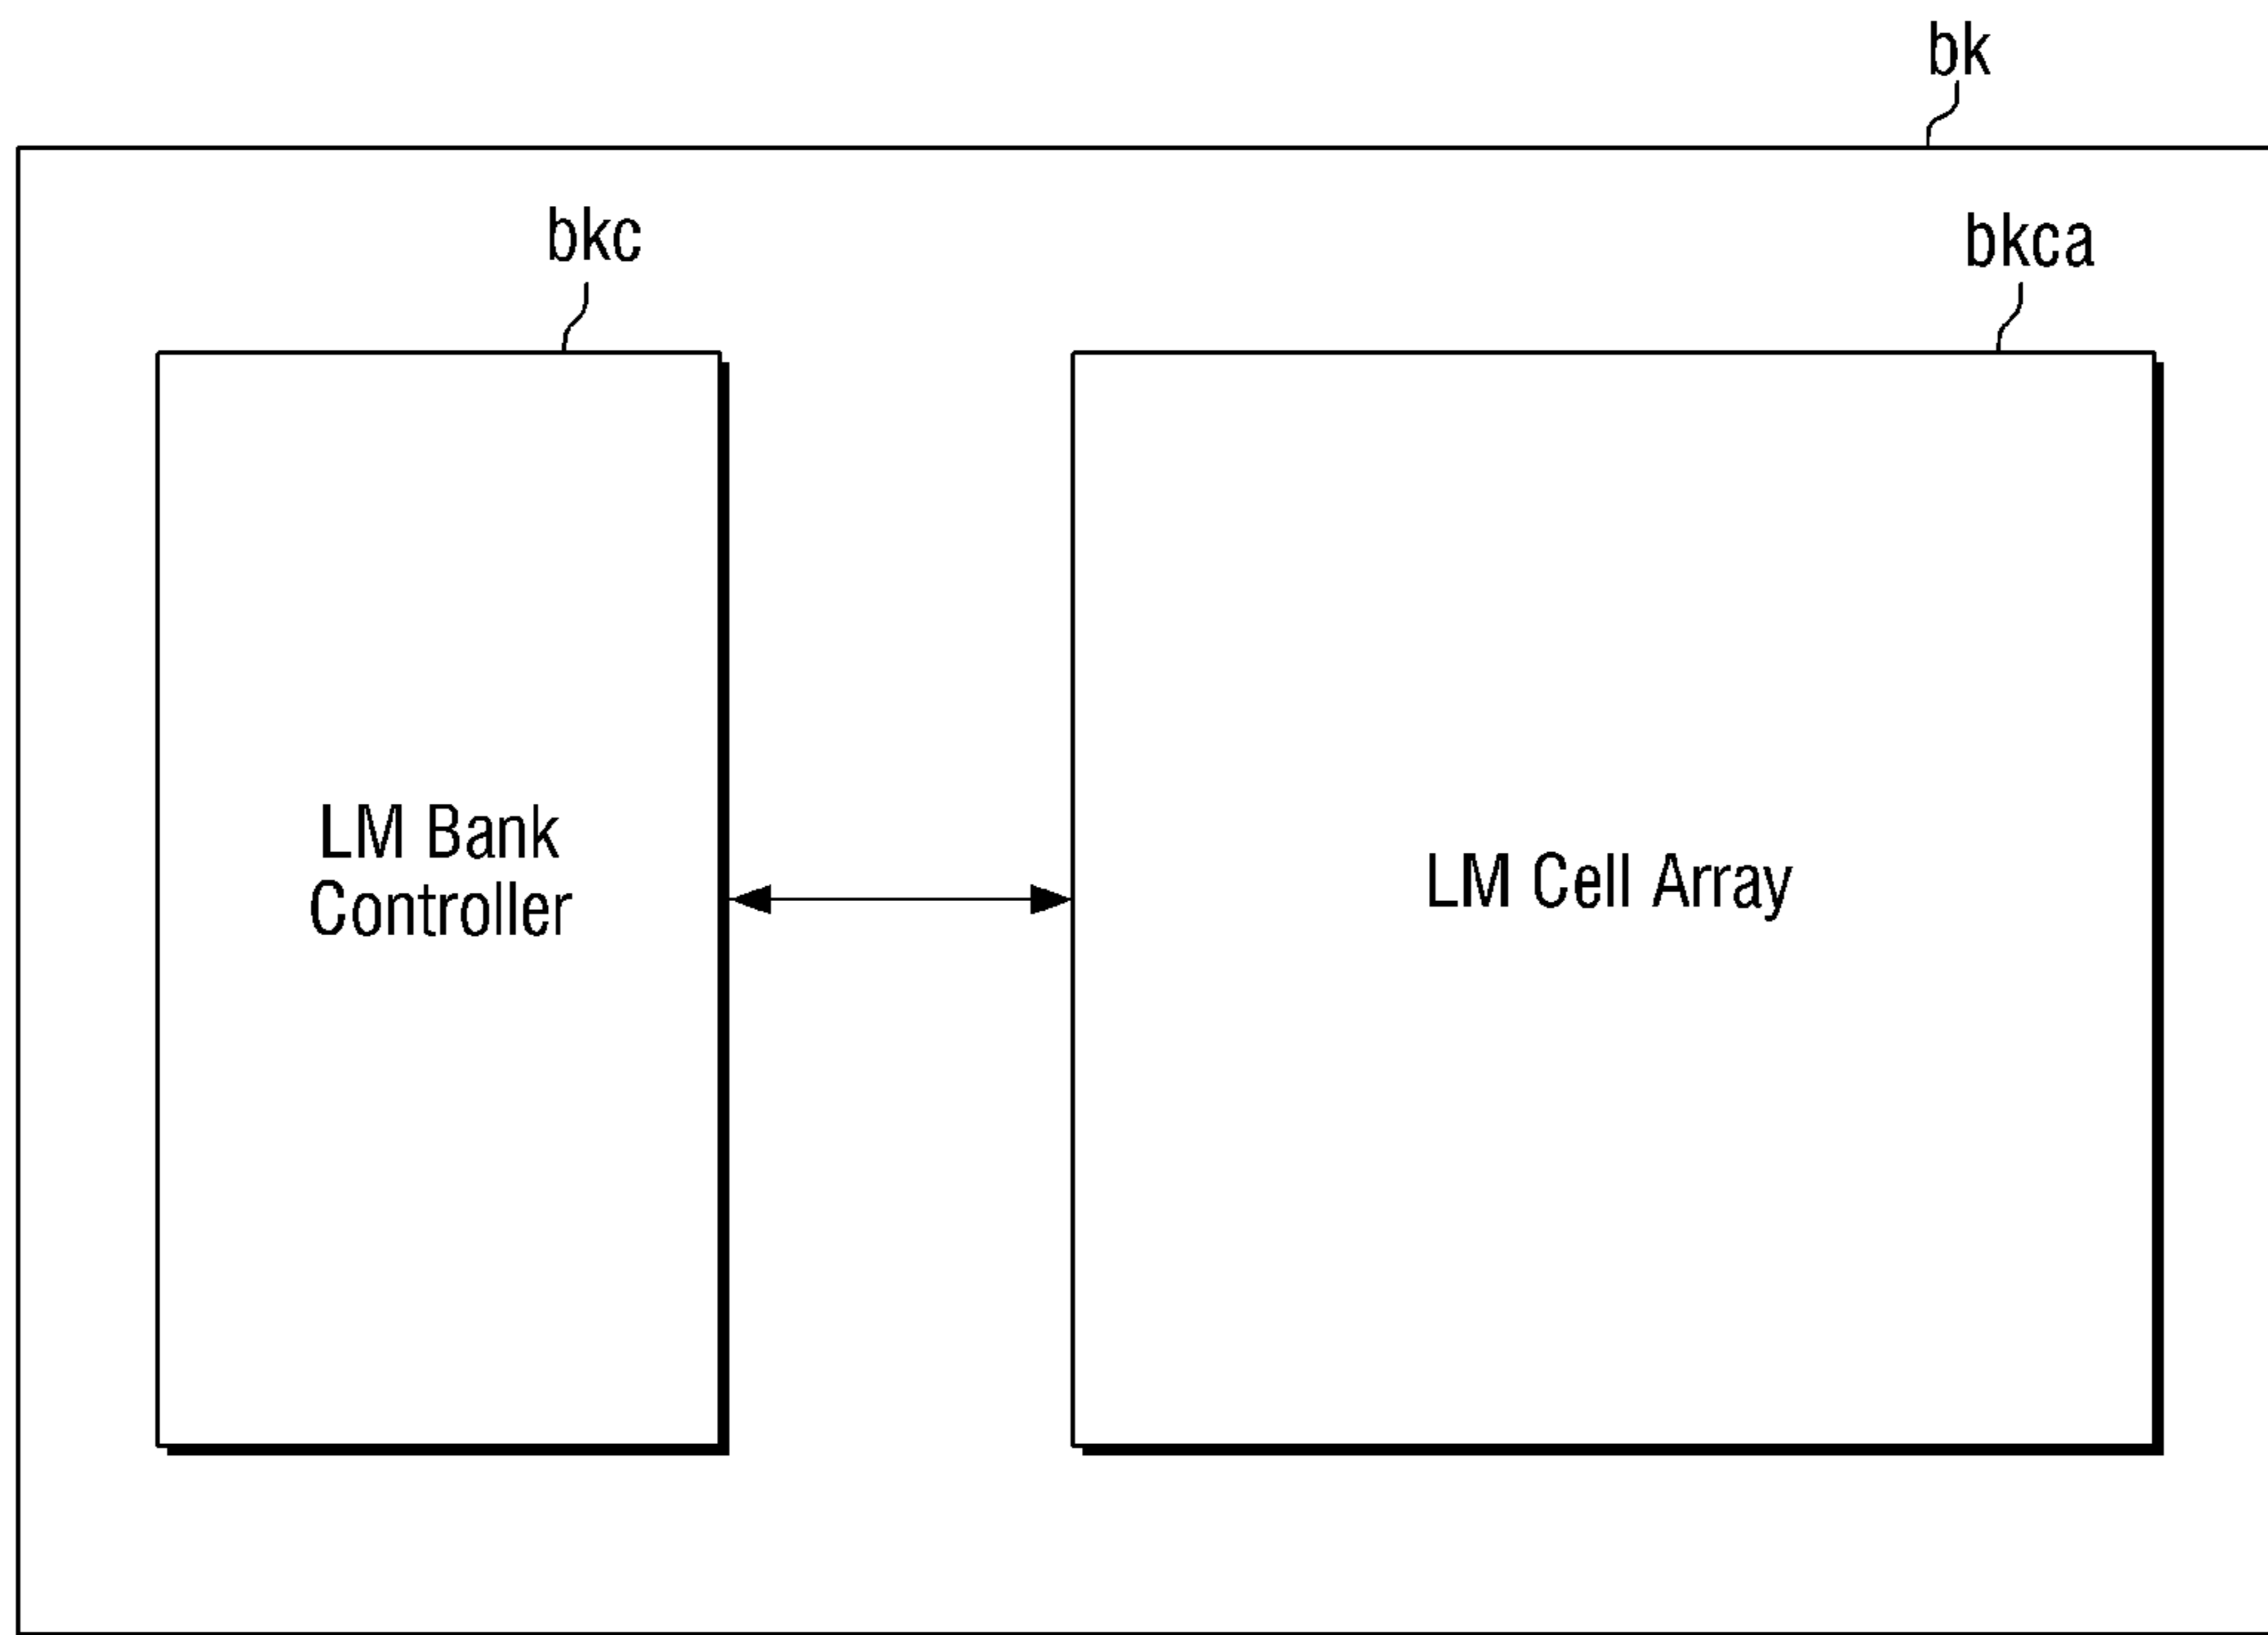 bk
bkc
bkca
LM Bank
Controller
LM Cell Array